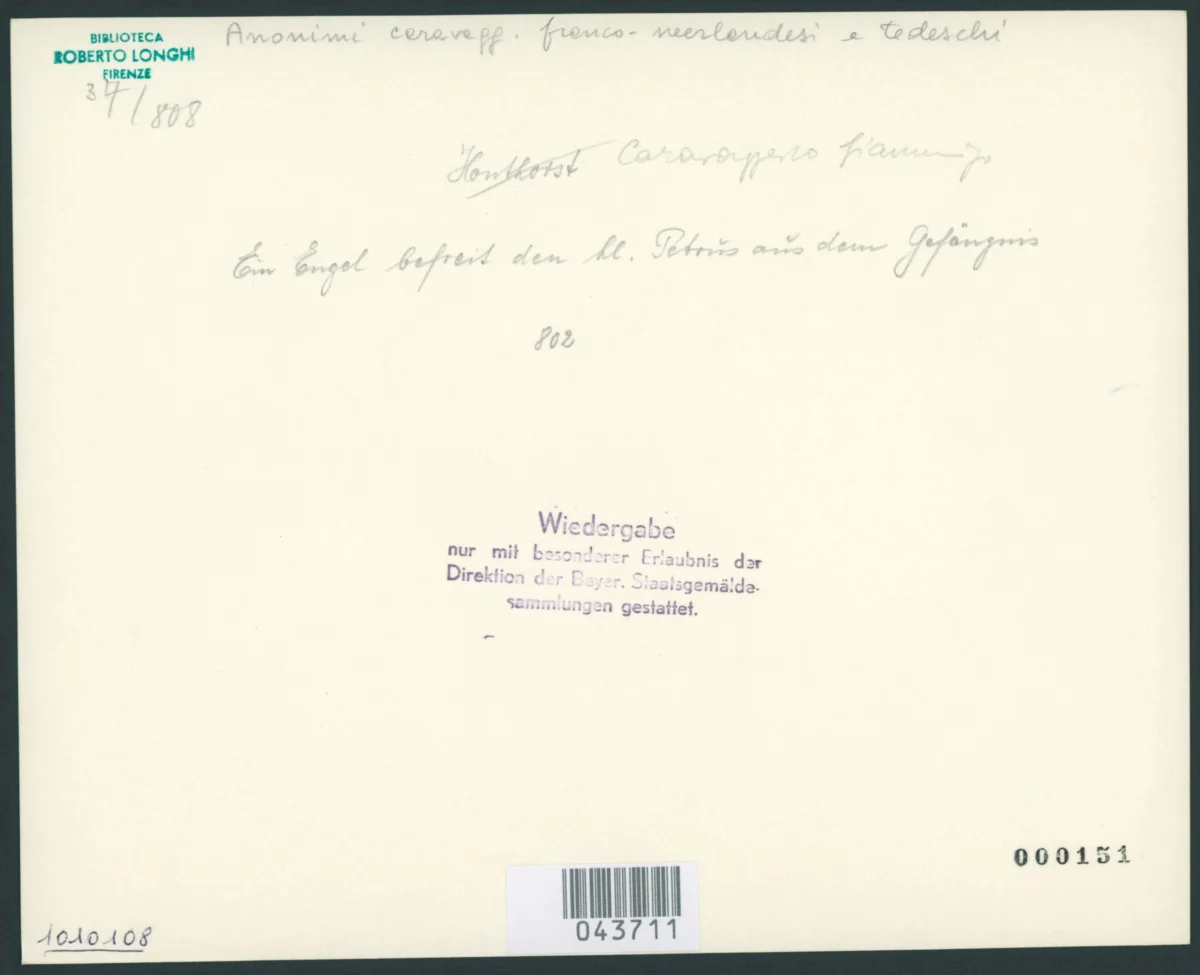 BIBLIOTECA
ROBERTO LONGHI
FIRENZE
37/808
Anonimi caravagg. franco-neerlandesi e tedeschi
Honthorst Caravaggesco fiammingo
Ein Engel befreit den hl. Petrus aus dem Gefängnis
802
Wiedergabe
nur mit besonderer Erlaubnis der
Direktion der Bayer. Staatsgemälde-
sammlungen gestattet.
000151
043711
1010108